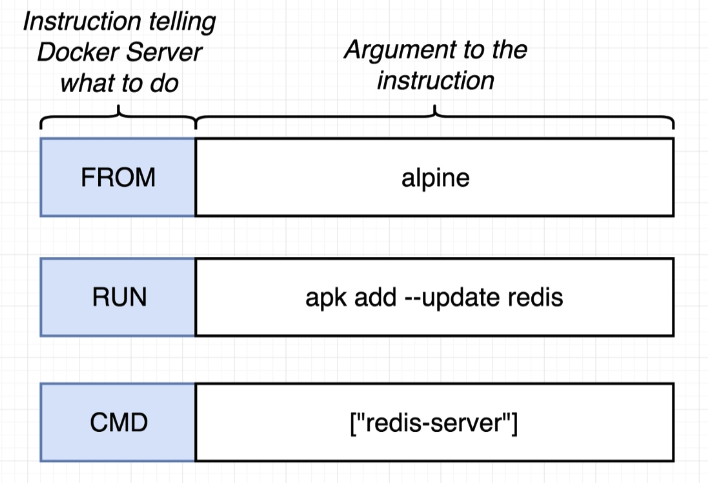 Instruction telling
Docker Server
what to do
Argument to the
instruction
FROM
alpine
RUN
apk add --update redis
CMD
["redis-server"]